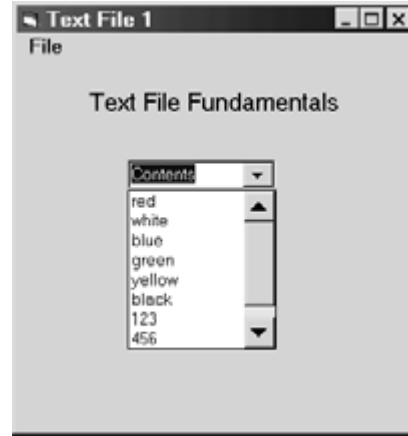 Text File 1
File
Text File Fundamentals
Contents
red
white
blue
green
yellow
black
123
456